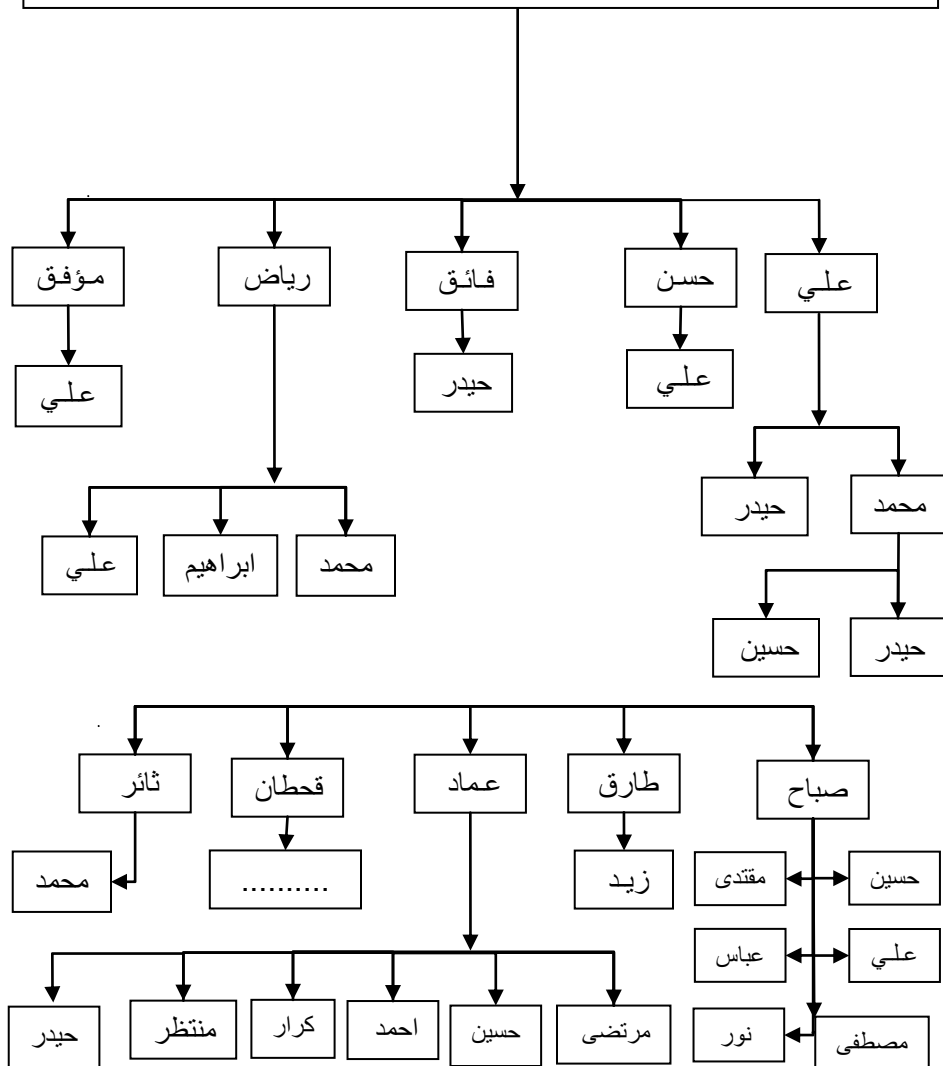 علي حسن فائق رياض مؤفق
علي حيدر علي
محمد حيدر
محمد ابراهيم علي
حيدر حسين
صباح طارق عماد قحطان ثائر
حسين مقتدى زيد .......... محمد
علي عباس
مصطفى نور مرتضى حسين احمد كرار منتظر حيدر